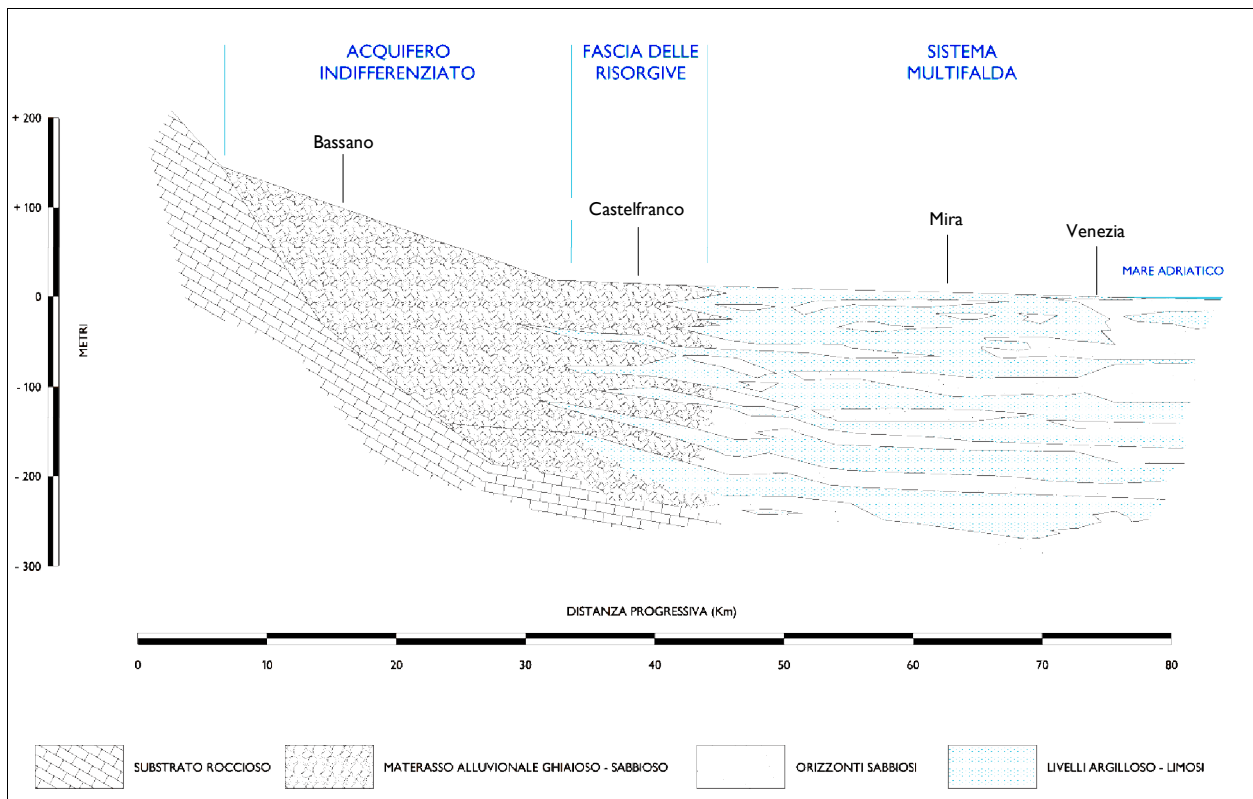 ACQUIFERO
INDIFFERENZIATO
FASCIA DELLE
RISORGIVE
SISTEMA
MULTIFALDA
+ 200
+ 100
0
- 100
- 200
- 300
METRI
Bassano
Castelfranco
Mira
Venezia
MARE ADRIATICO
DISTANZA PROGRESSIVA (Km)
0 10 20 30 40 50 60 70 80
SUBSTRATO ROCCIOSO
MATERASSO ALLUVIONALE GHIAIOSO - SABBIOSO
ORIZZONTI SABBIOSI
LIVELLI ARGILLOSO - LIMOSI